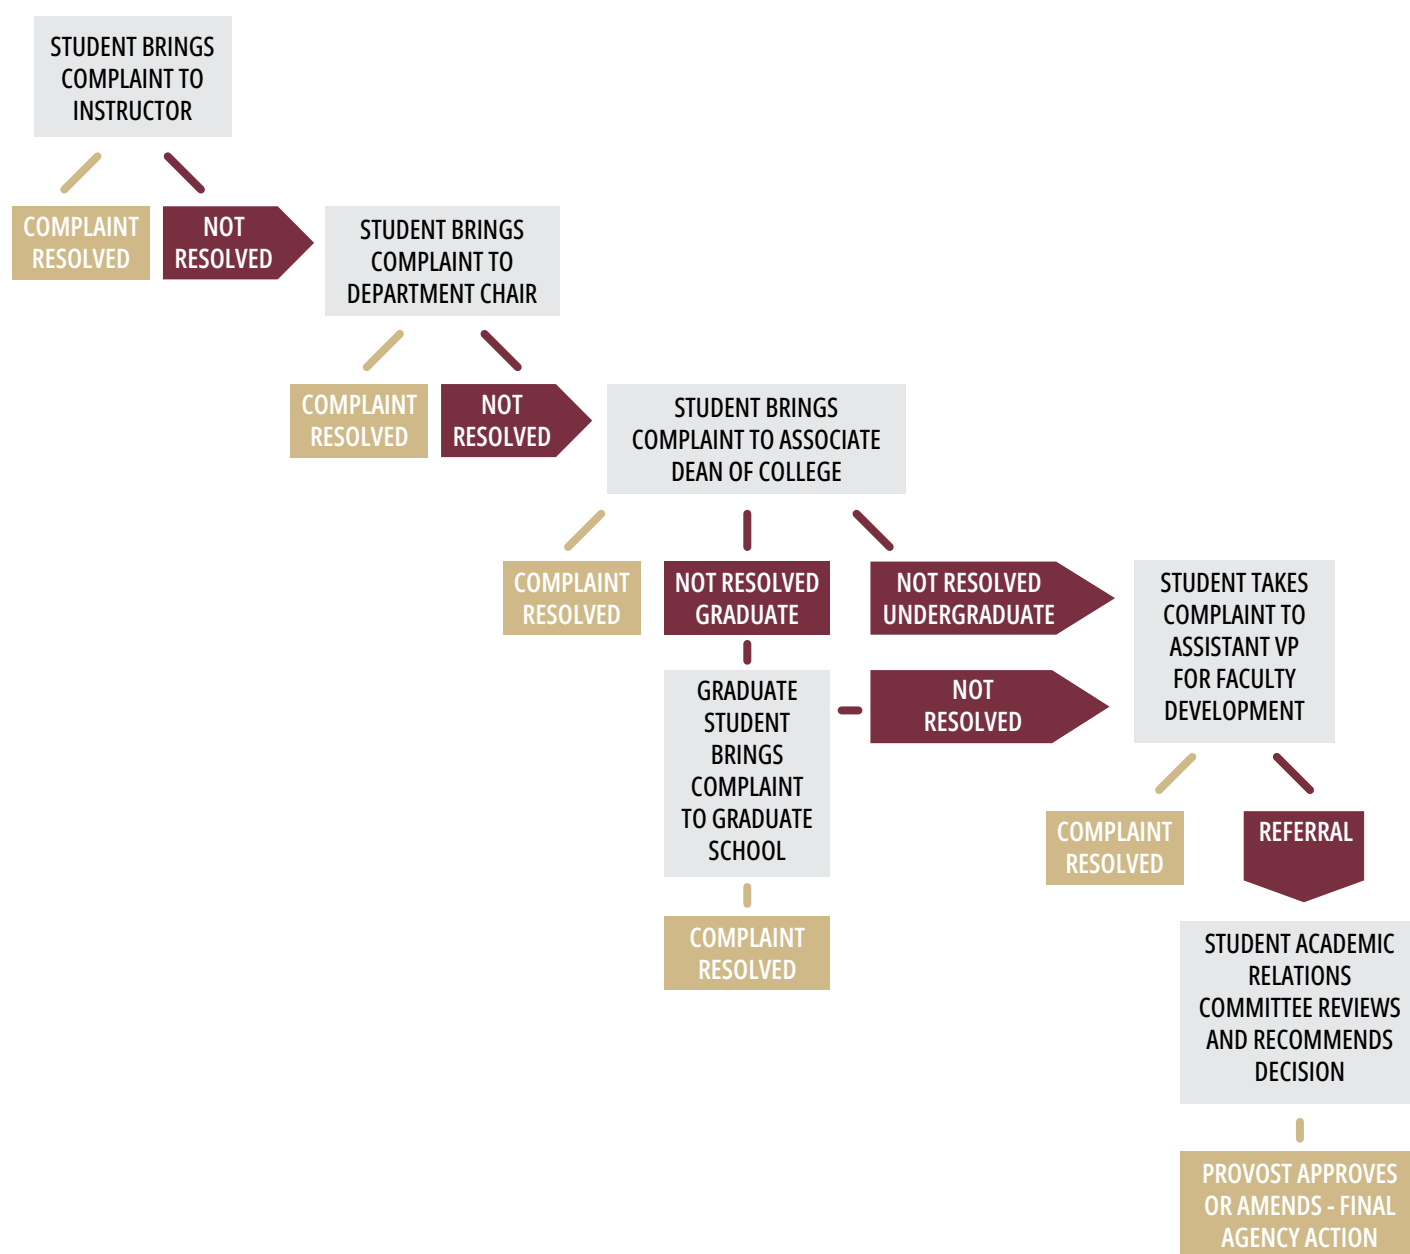 STUDENT BRINGS
COMPLAINT TO
INSTRUCTOR
COMPLAINT
RESOLVED
NOT
RESOLVED
STUDENT BRINGS
COMPLAINT TO
DEPARTMENT CHAIR
COMPLAINT
RESOLVED
NOT
RESOLVED
STUDENT BRINGS
COMPLAINT TO ASSOCIATE
DEAN OF COLLEGE
COMPLAINT
RESOLVED
NOT RESOLVED
GRADUATE
NOT RESOLVED
UNDERGRADUATE
STUDENT TAKES
COMPLAINT TO
ASSISTANT VP
FOR FACULTY
DEVELOPMENT
GRADUATE
STUDENT
BRINGS
COMPLAINT
TO GRADUATE
SCHOOL
NOT
RESOLVED
COMPLAINT
RESOLVED
REFERRAL
COMPLAINT
RESOLVED
STUDENT ACADEMIC
RELATIONS
COMMITTEE REVIEWS
AND RECOMMENDS
DECISION
PROVOST APPROVES
OR AMENDS - FINAL
AGENCY ACTION